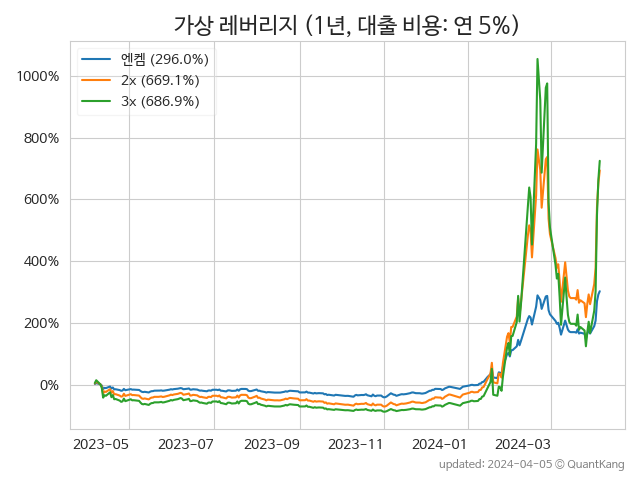 가상 레버리지 (1년, 대출 비용: 연 5%)
엔켐 (296.0%)
2x (669.1%)
3x (686.9%)
1000%
800%
600%
400%
200%
0%
2023-05 2023-07 2023-09 2023-11 2024-01 2024-03
updated: 2024-04-05 © QuantKang